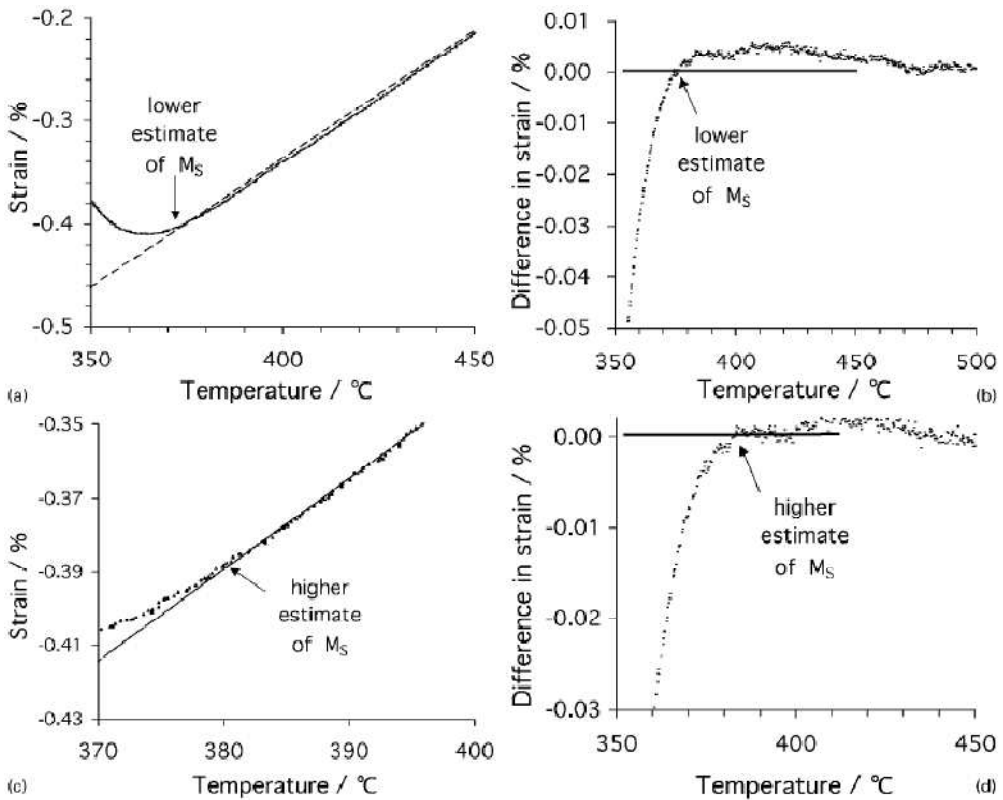 -0.2
-0.3
-0.4
-0.5
Strain / %
lower
estimate
of Ms
350
400
450
Temperature / °C
(a)
0.01
0.00
-0.01
-0.02
-0.03
-0.04
-0.05
Difference in strain / %
lower
estimate
of Ms
350
400
450
500
Temperature / °C
(b)
-0.35
-0.37
-0.39
-0.41
-0.43
Strain / %
higher
estimate
of Ms
370
380
390
400
Temperature / °C
(c)
0.00
-0.01
-0.02
-0.03
Difference in strain / %
higher
estimate
of Ms
350
400
450
Temperature / °C
(d)